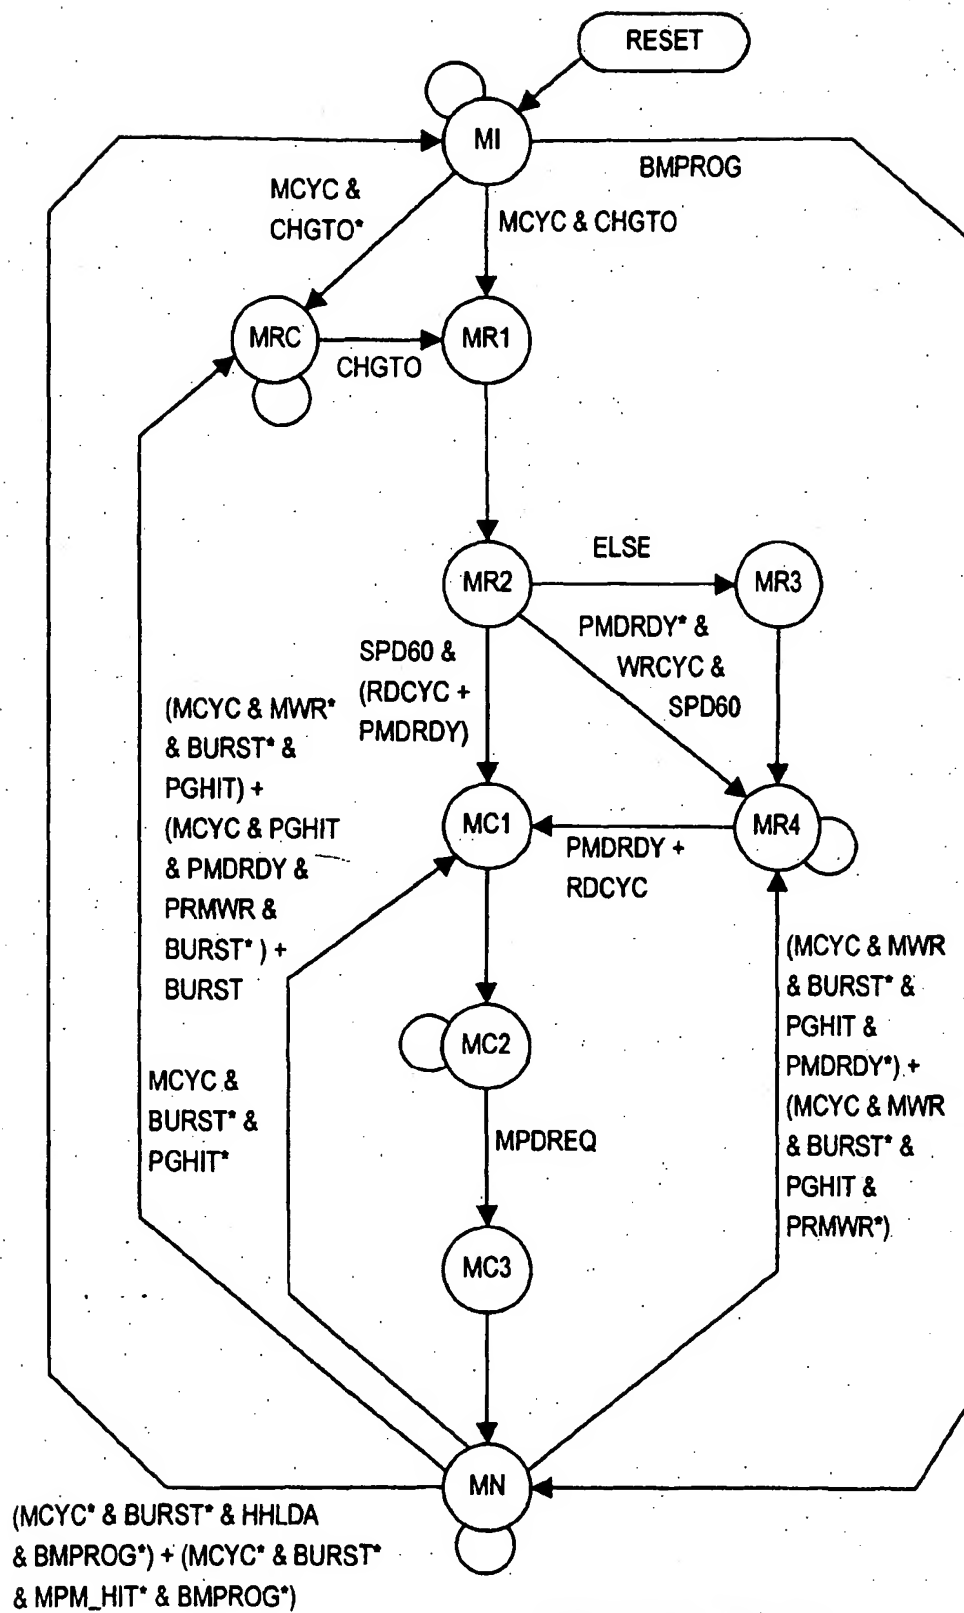 RESET
MI
BMPROG
MCYC &
CHGTO*
MCYC & CHGTO
MRC
MR1
CHGTO
ELSE
MR2
MR3
PMDRDY* &
WRCYC &
SPD60
SPD60 &
(RDCYC +
PMDRDY)
(MCYC & MWR*
& BURST* &
PGHIT) +
(MCYC & PGHIT
& PMDRDY &
PRMWR &
BURST* ) +
BURST
MC1
MR4
PMDRDY +
RDCYC
(MCYC & MWR
& BURST* &
PGHIT &
PMDRDY*) +
(MCYC & MWR
& BURST* &
PGHIT &
PRMWR*)
MC2
MCYC &
BURST* &
PGHIT*
MPDREQ
MC3
MN
(MCYC* & BURST* & HHLDA
& BMPROG*) + (MCYC* & BURST*
& MPM_HIT* & BMPROG*)